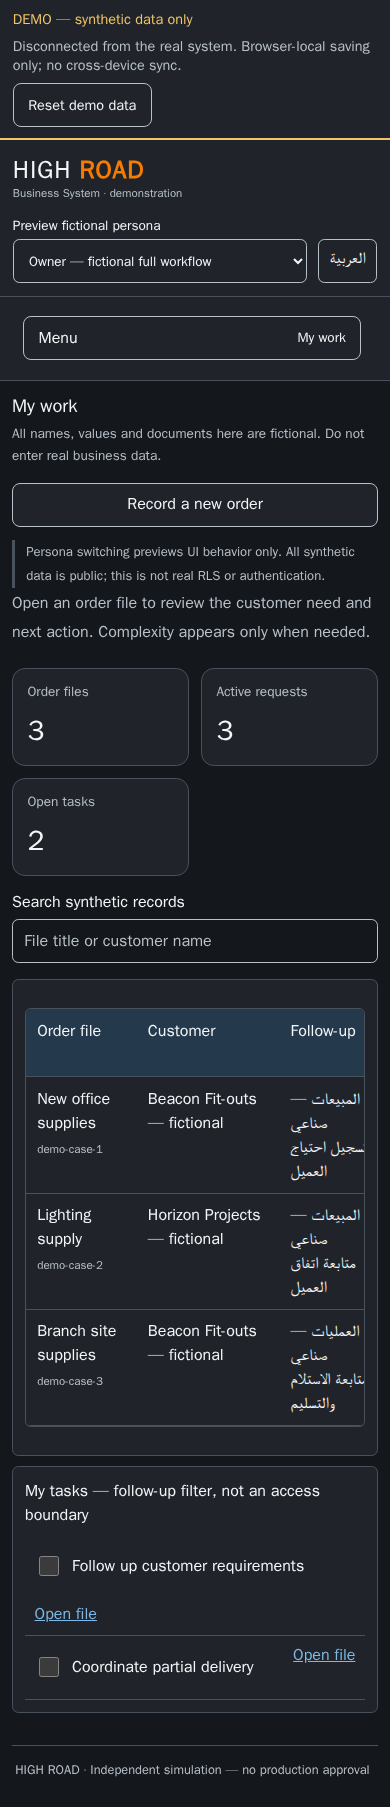 DEMO — synthetic data only
Disconnected from the real system. Browser-local saving
only; no cross-device sync.
Reset demo data
HIGH ROAD
Business System · demonstration
Preview fictional persona
Owner — fictional full workflow
العربية
Menu
My work
My work
All names, values and documents here are fictional. Do not
enter real business data.
Record a new order
Persona switching previews UI behavior only. All synthetic
data is public; this is not real RLS or authentication.
Open an order file to review the customer need and
next action. Complexity appears only when needed.
Order files
3
Active requests
3
Open tasks
2
Search synthetic records
File title or customer name
Order file
Customer
Follow-up
New office
supplies
demo-case-1
Beacon Fit-outs
— fictional
المبيعات —
صناعي
تسجيل احتياج
العميل
Lighting
supply
demo-case-2
Horizon Projects
— fictional
المبيعات —
صناعي
متابعة اتفاق
العميل
Branch site
supplies
demo-case-3
Beacon Fit-outs
— fictional
العمليات —
صناعي
متابعة الاستلام
والتسليم
My tasks — follow-up filter, not an access
boundary
Follow up customer requirements
Open file
Coordinate partial delivery
Open file
HIGH ROAD · Independent simulation — no production approval